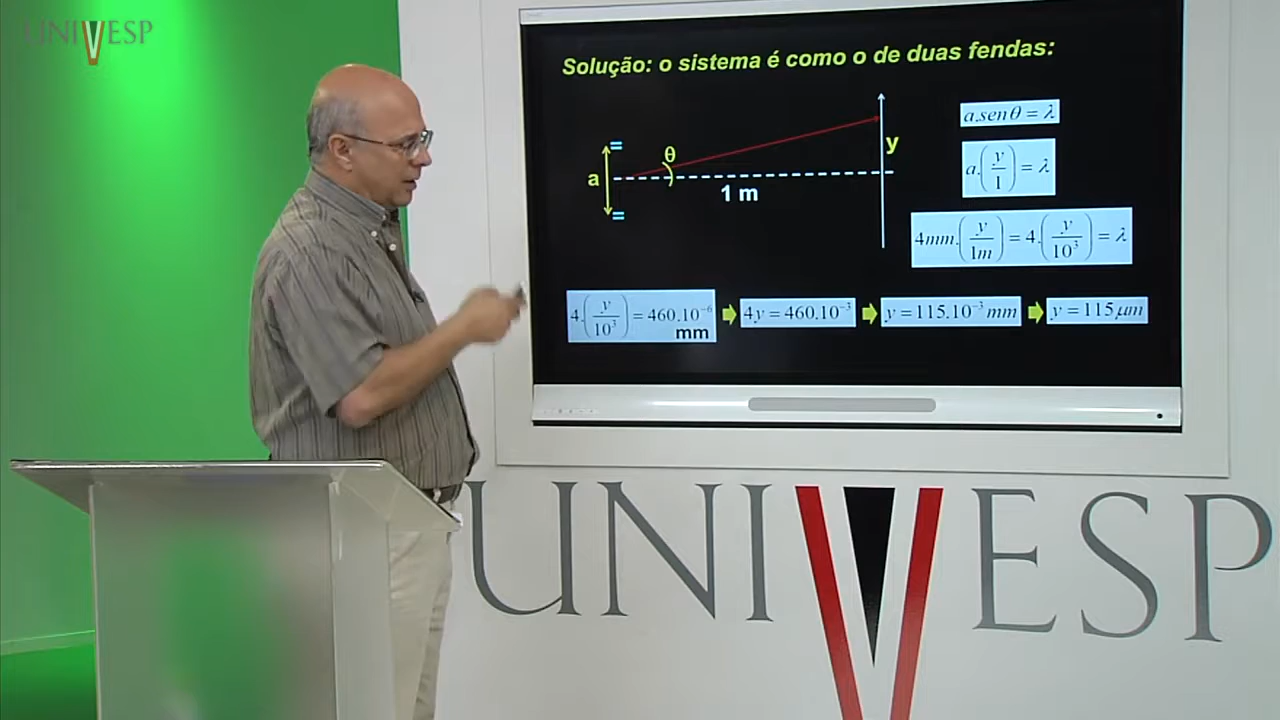 UNIVESP
Solução: o sistema é como o de duas fendas:
a.senθ = λ
θ
y
a
1 m
a.(y/1) = λ
4mm.(y/1m) = 4.(y/10³) = λ
4.(y/10³) = 460.10⁻⁶ mm
4y = 460.10⁻³
y = 115.10⁻³ mm
y = 115μm
UNIVESP